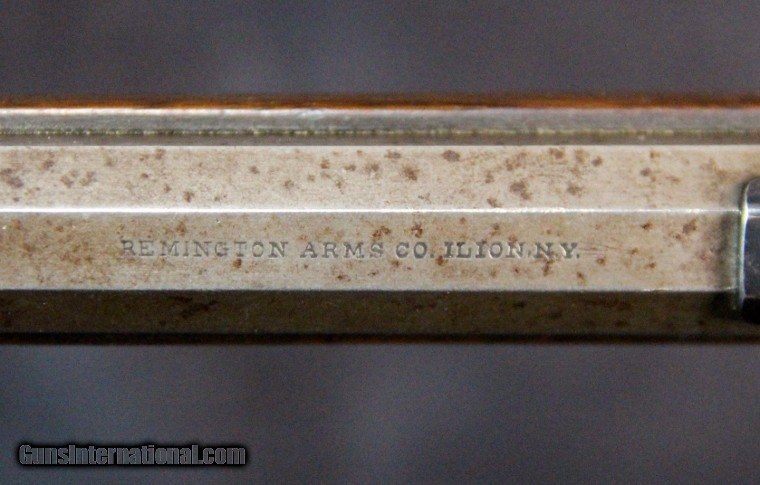 REMINGTON ARMS CO. ILION, N.Y.
GunsInternational.com